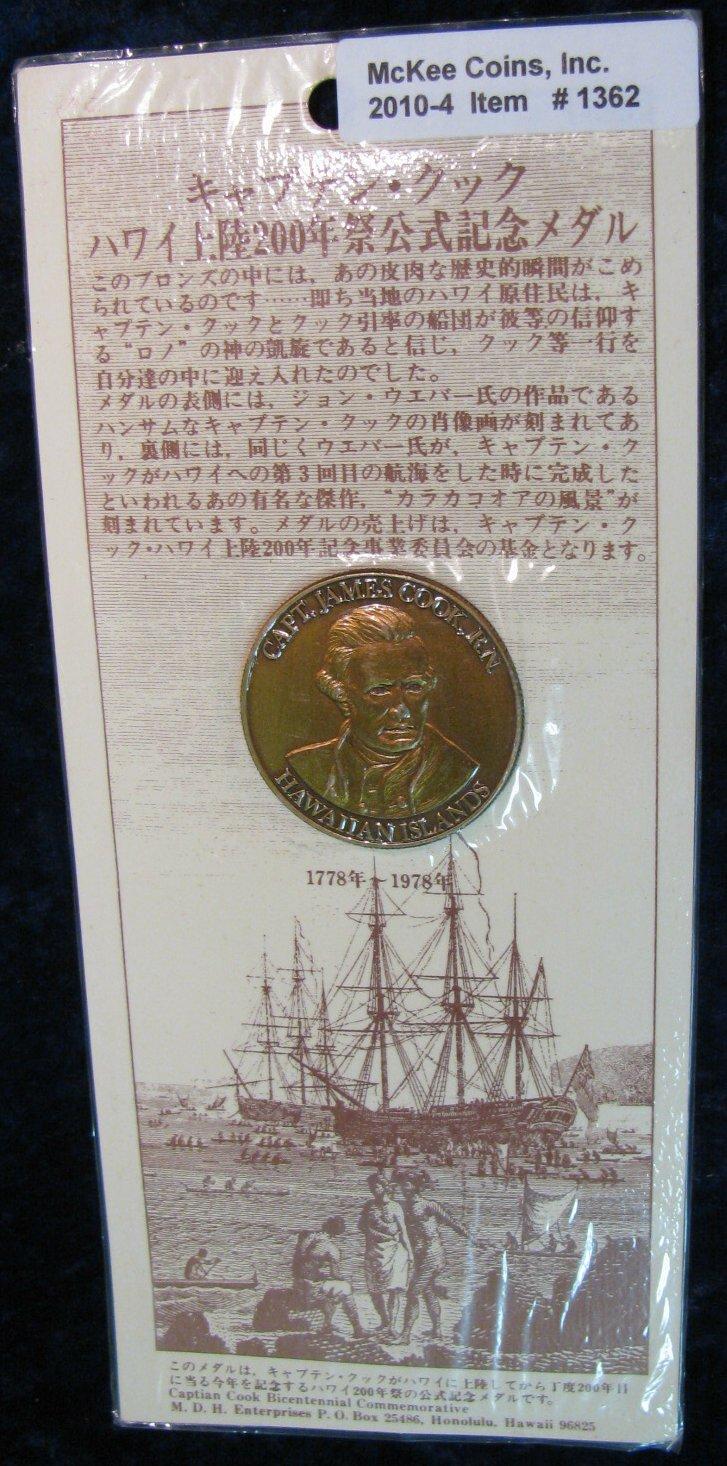 McKee Coins, Inc.
2010-4 Item # 1362
キャプテン・クック
ハワイ上陸200年祭公式記念メダル
このブロンズの中には，あの皮肉な歴史的瞬間がこめ
られているのです……即ち当地のハワイ原住民は，キ
ャプテン・クックとクック引率の船団が彼等の信仰す
る“ロノ”の神の凱旋であると信じ，クック等一行を
自分達の中に迎え入れたのでした。
メダルの表側には，ジョン・ウエバー氏の作品である
ハンサムなキャプテン・クックの肖像画が刻まれてあ
り，裏側には，同じくウエバー氏が，キャプテン・ク
ックがハワイへの第3回目の航海をした時に完成した
といわれるあの有名な傑作，“カラカコオアの風景”が
刻まれています。メダルの売上げは，キャプテン・ク
ック・ハワイ上陸200年記念事業委員会の基金となります。
CAPT. JAMES COOK, R.N
HAWAIIAN ISLANDS
1778年～1978年
このメダルは，キャプテン・クックがハワイに上陸してから丁度200年目
に当る今年を記念するハワイ200年祭の公式記念メダルです。
Captian Cook Bicentennial Commemorative
M. D. H. Enterprises P. O. Box 25486, Honolulu, Hawaii 96825